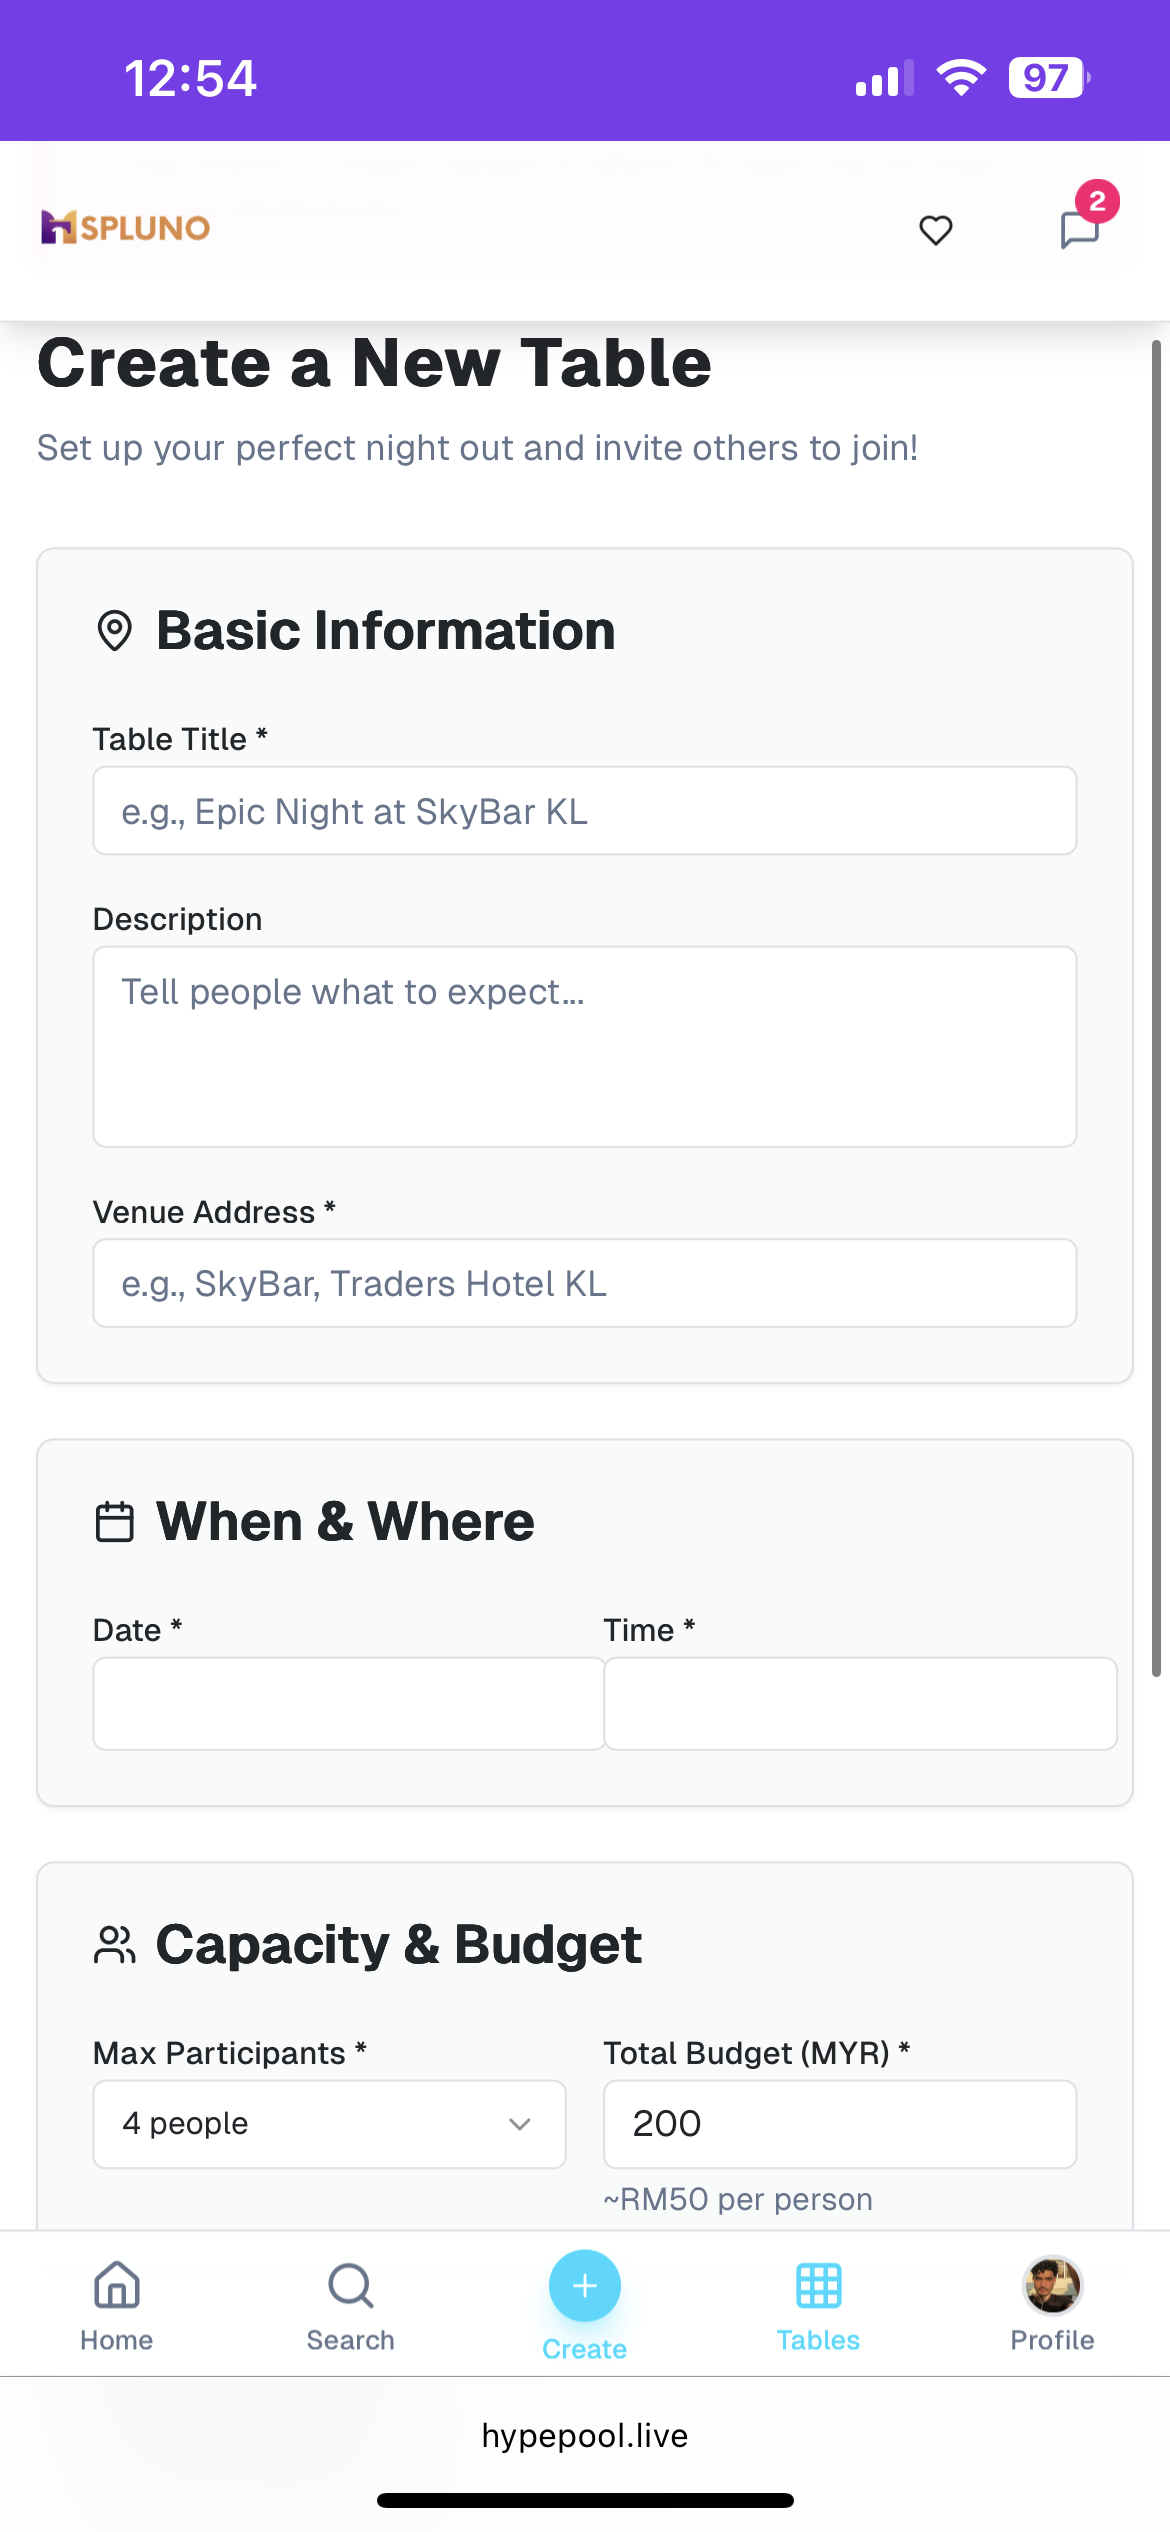 12:54
97
SPLUNO
2
Create a New Table
Set up your perfect night out and invite others to join!
Basic Information
Table Title *
e.g., Epic Night at SkyBar KL
Description
Tell people what to expect...
Venue Address *
e.g., SkyBar, Traders Hotel KL
When & Where
Date * Time *
Capacity & Budget
Max Participants * Total Budget (MYR) *
4 people 200
~RM50 per person
Home Search Create Tables Profile
hypepool.live